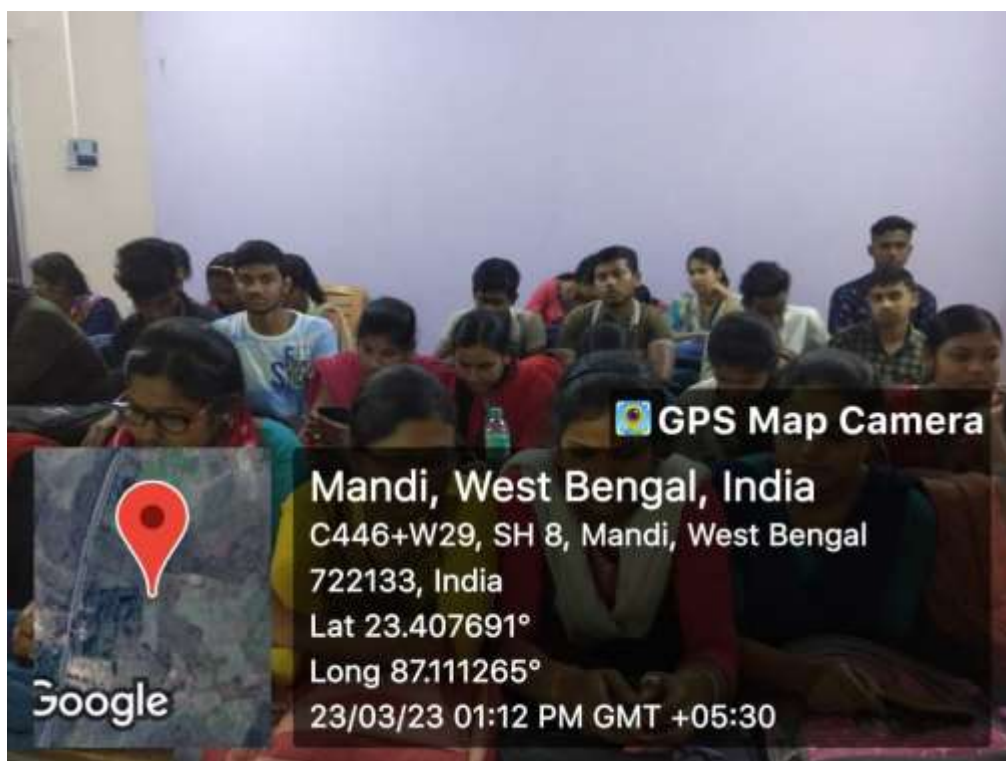 GPS Map Camera
Mandi, West Bengal, India
C446+W29, SH 8, Mandi, West Bengal
722133, India
Lat 23.407691°
Long 87.111265°
23/03/23 01:12 PM GMT +05:30
Google